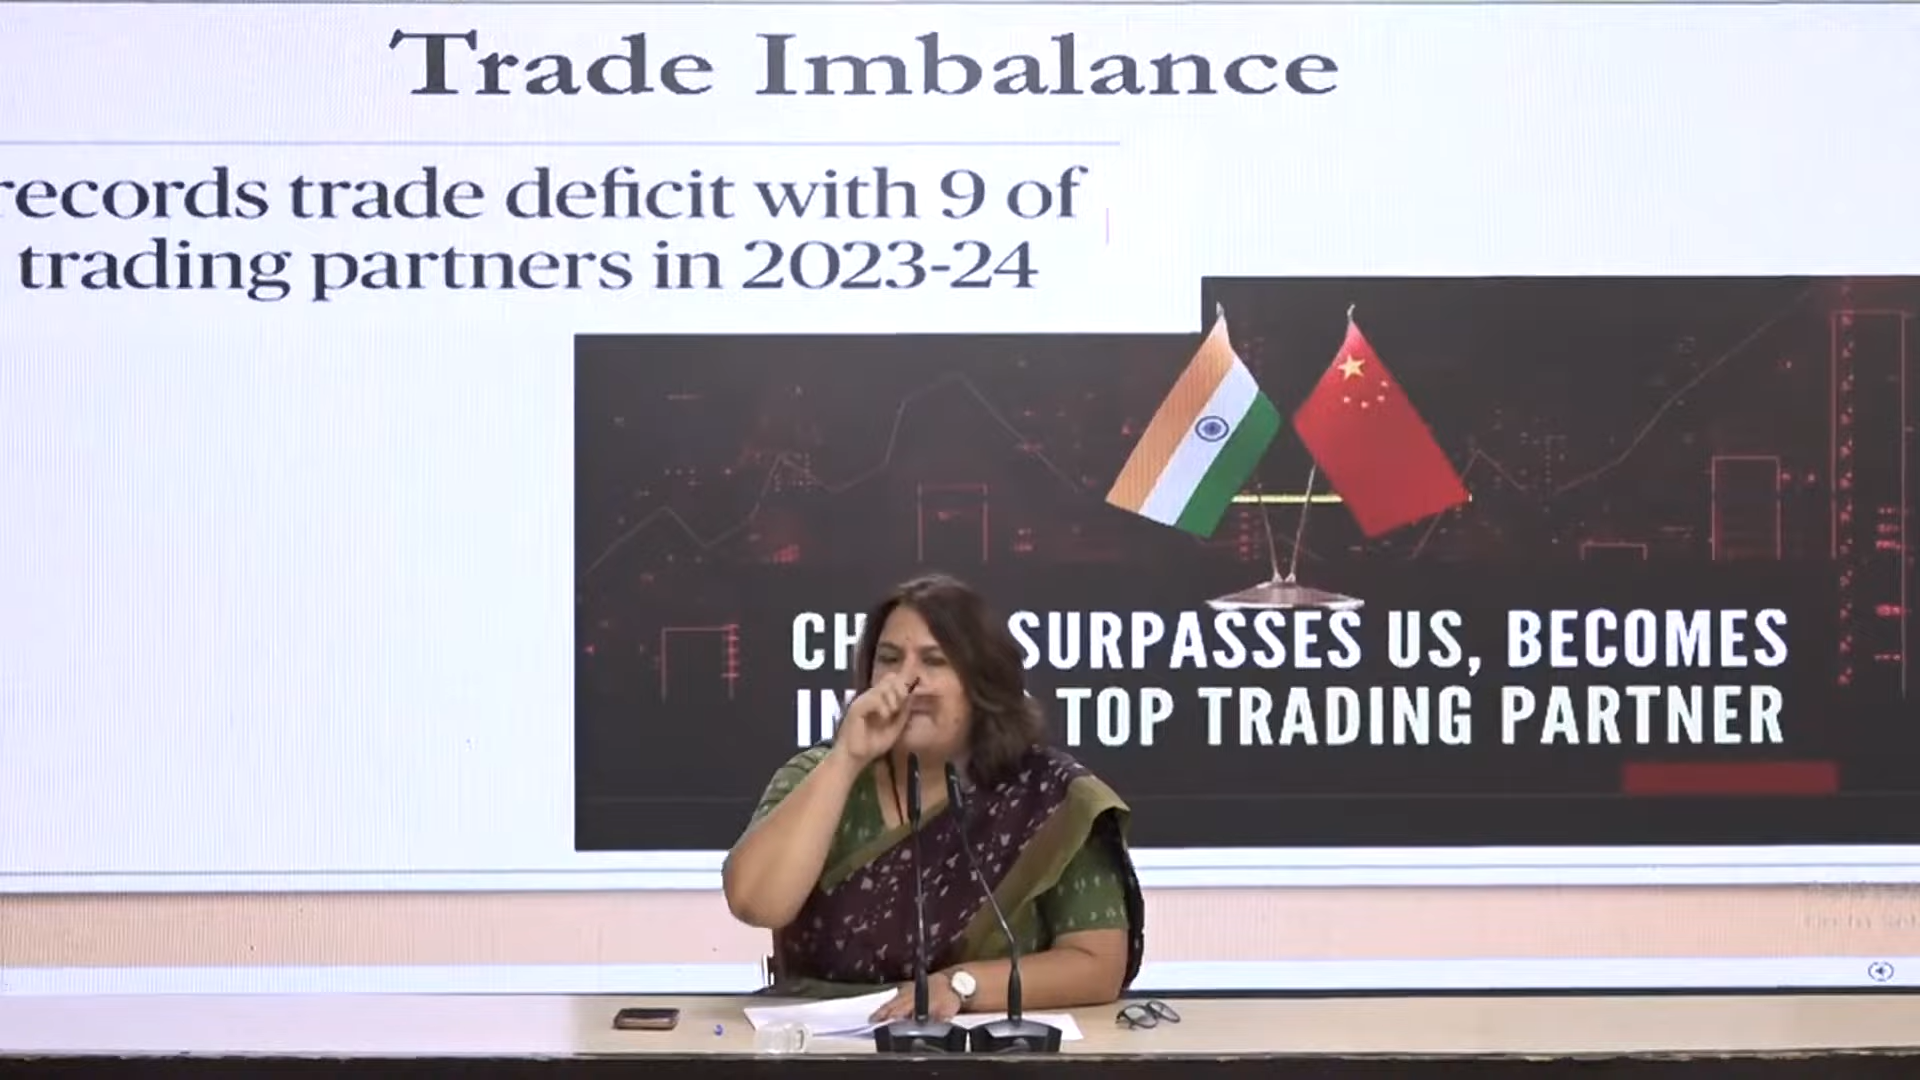 Trade Imbalance
records trade deficit with 9 of
trading partners in 2023-24
SURPASSES US, BECOMES
TOP TRADING PARTNER